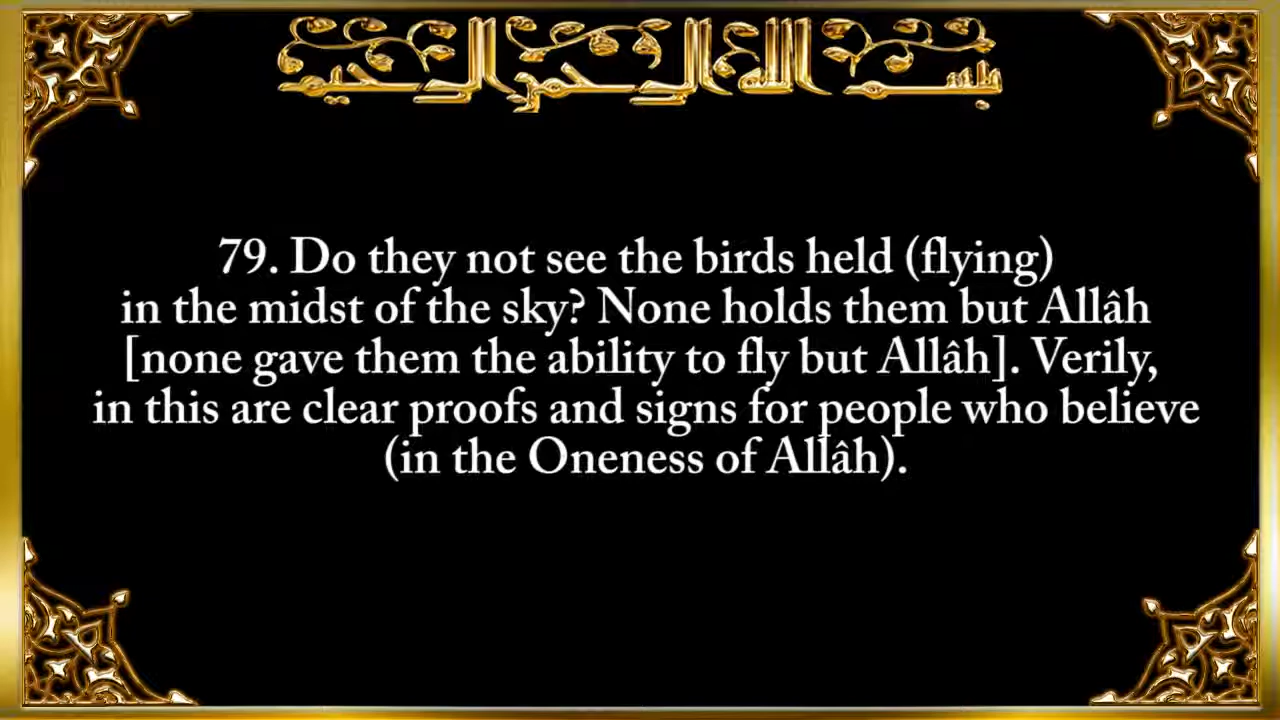 بسم الله الرحمن الرحيم
79. Do they not see the birds held (flying)
in the midst of the sky? None holds them but Allâh
[none gave them the ability to fly but Allâh]. Verily,
in this are clear proofs and signs for people who believe
(in the Oneness of Allâh).